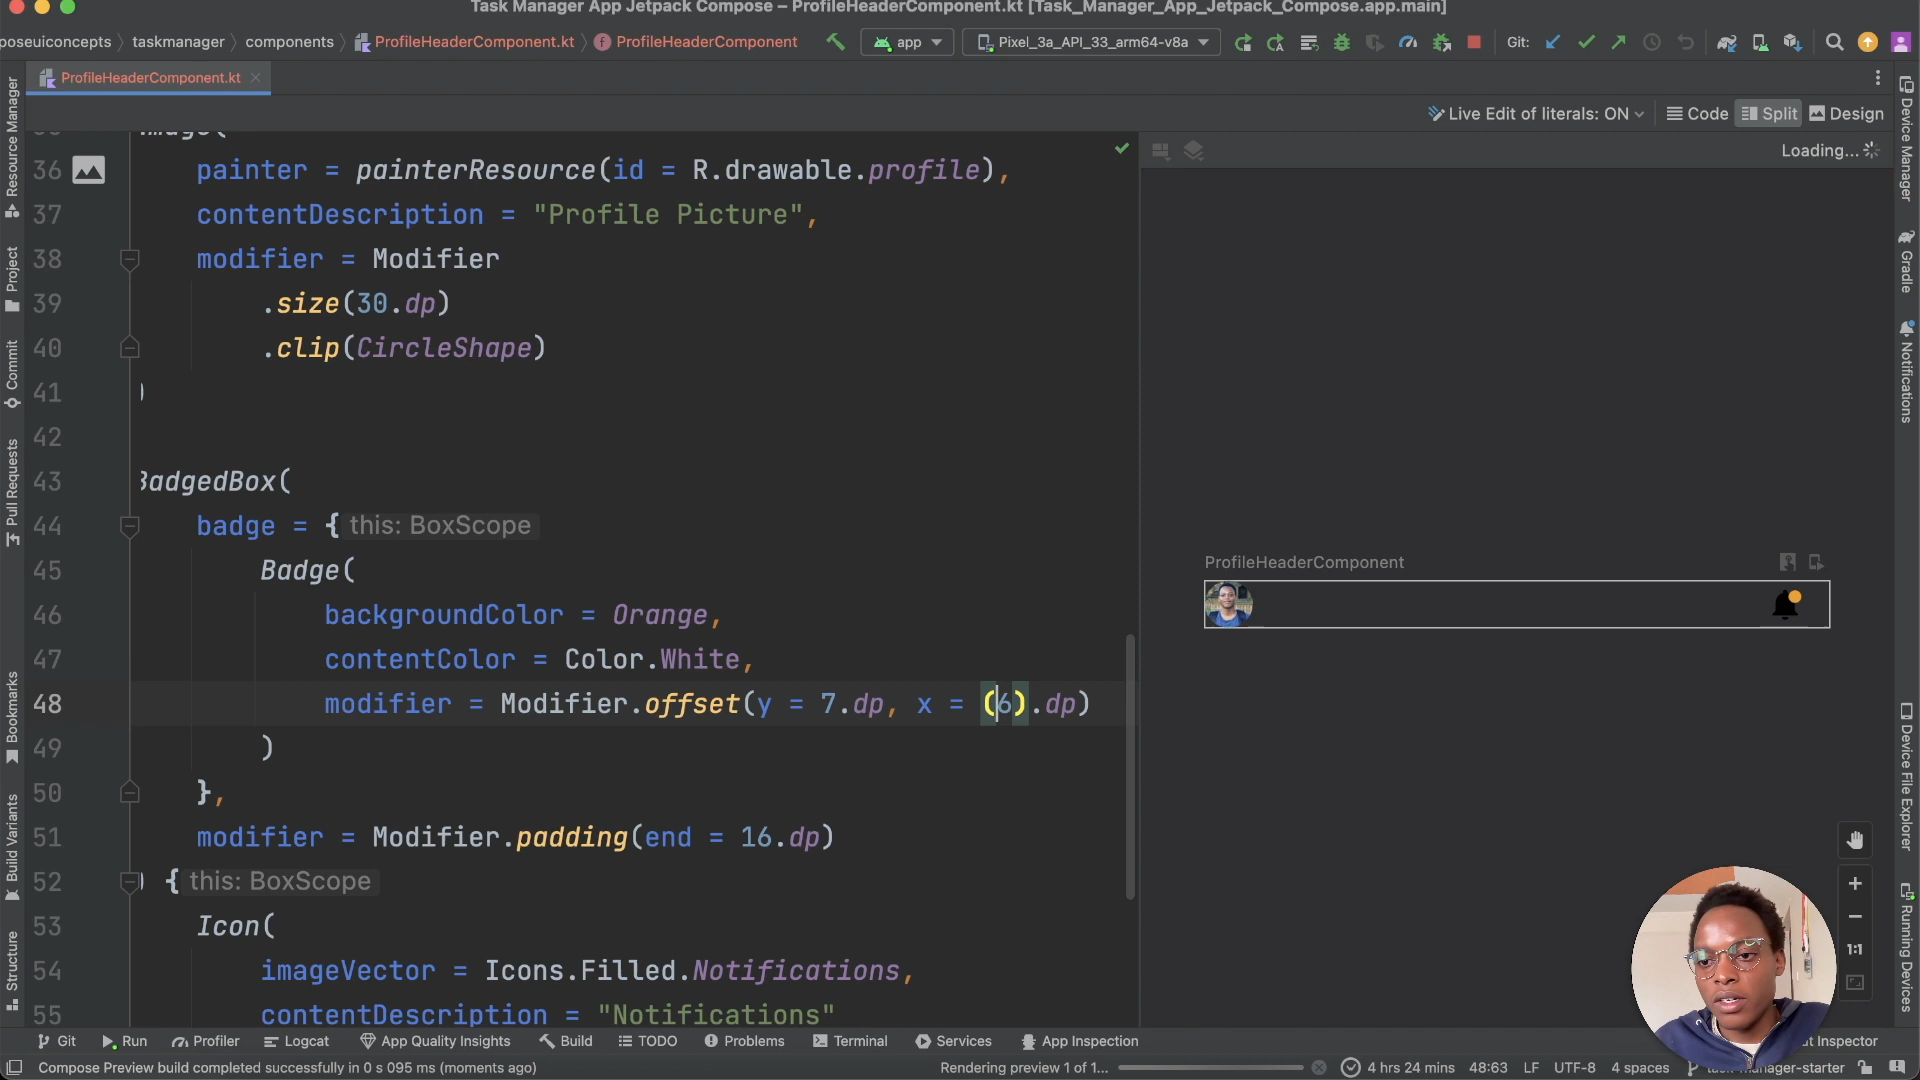 Task Manager App Jetpack Compose – ProfileHeaderComponent.kt [Task_Manager_App_Jetpack_Compose.app.main]
poseuiconcepts
taskmanager
components
ProfileHeaderComponent.kt
ProfileHeaderComponent
app
Pixel_3a_API_33_arm64-v8a
Git:
ProfileHeaderComponent.kt
Live Edit of literals: ON
Code
Split
Design
Loading...
36 painter = painterResource(id = R.drawable.profile),
37 contentDescription = "Profile Picture",
38 modifier = Modifier
39 .size(30.dp)
40 .clip(CircleShape)
41 )
42
43 BadgedBox(
44 badge = { this: BoxScope
45 Badge(
46 backgroundColor = Orange,
47 contentColor = Color.White,
48 modifier = Modifier.offset(y = 7.dp, x = (6).dp)
49 )
50 },
51 modifier = Modifier.padding(end = 16.dp)
52 ) { this: BoxScope
53 Icon(
54 imageVector = Icons.Filled.Notifications,
55 contentDescription = "Notifications"
ProfileHeaderComponent
1:1
Resource Manager
Project
Commit
Pull Requests
Bookmarks
Build Variants
Structure
Device Manager
Gradle
Notifications
Device File Explorer
Running Devices
Git
Run
Profiler
Logcat
App Quality Insights
Build
TODO
Problems
Terminal
Services
App Inspection
Inspector
Compose Preview build completed successfully in 0 s 095 ms (moments ago)
Rendering preview 1 of 1...
4 hrs 24 mins
48:63
LF
UTF-8
4 spaces